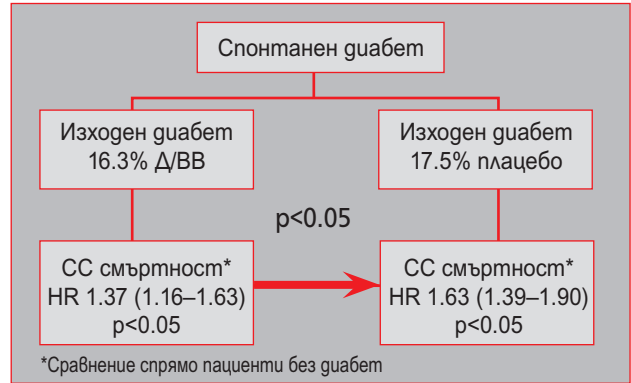 Спонтанен диабет
Изходен диабет
16.3% Д/ВВ
Изходен диабет
17.5% плацебо
p<0.05
СС смъртност*
HR 1.37 (1.16–1.63)
p<0.05
СС смъртност*
HR 1.63 (1.39–1.90)
p<0.05
*Сравнение спрямо пациенти без диабет